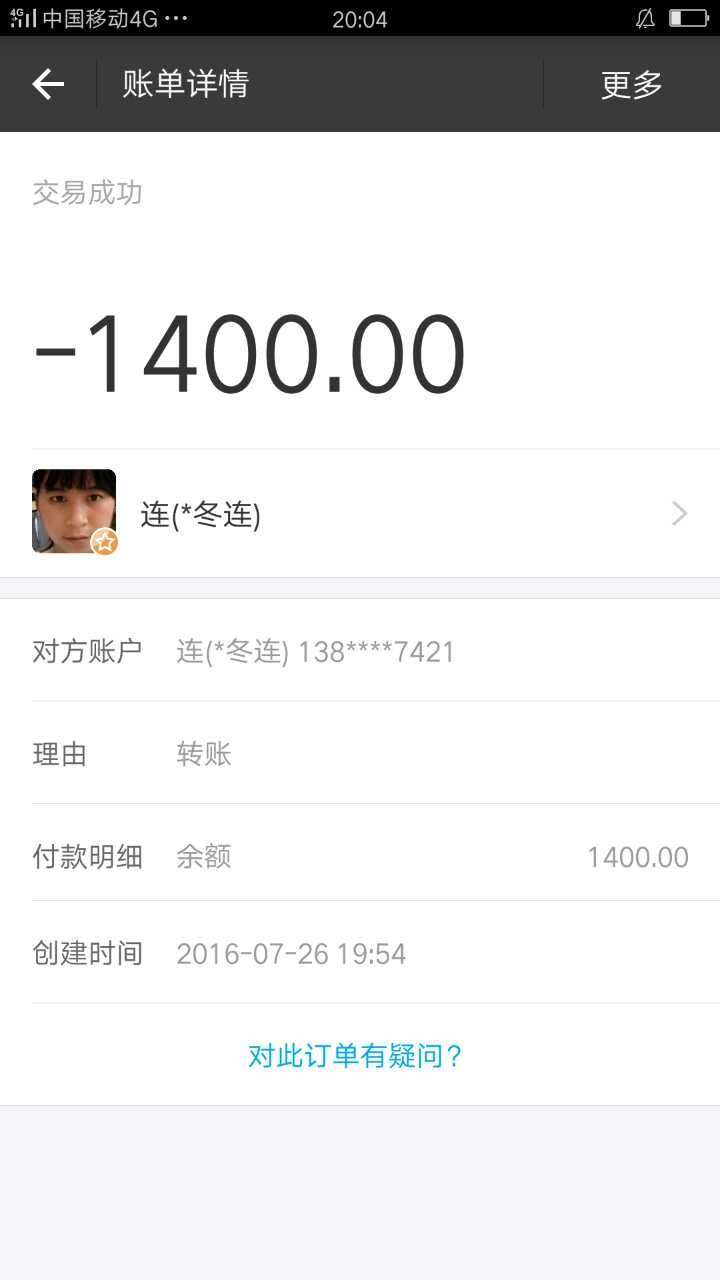 4G 中国移动4G ··· 20:04
账单详情 更多
交易成功
-1400.00
连(*冬连)
对方账户 连(*冬连) 138****7421
理由 转账
付款明细 余额 1400.00
创建时间 2016-07-26 19:54
对此订单有疑问?